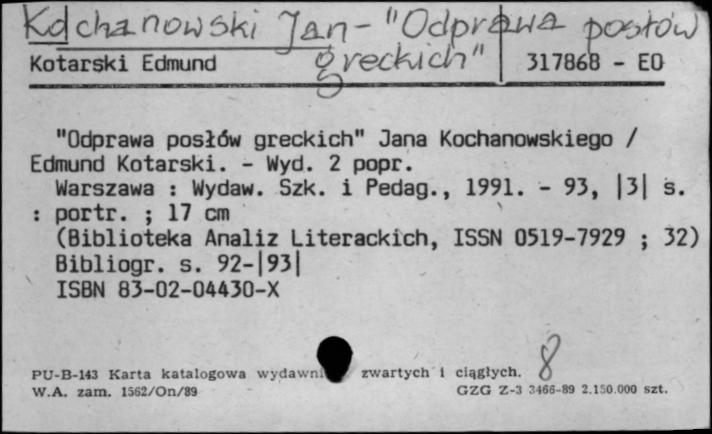 Kochanowski Jan - "Odprawa posłów
greckich"
Kotarski Edmund 317868 - EO
"Odprawa posłów greckich" Jana Kochanowskiego /
Edmund Kotarski. - Wyd. 2 popr.
Warszawa : Wydaw. Szk. i Pedag., 1991. - 93, |3| s.
: portr. ; 17 cm
(Biblioteka Analiz Literackich, ISSN 0519-7929 ; 32)
Bibliogr. s. 92-|93|
ISBN 83-02-04430-X
8
PU-B-143 Karta katalogowa zwartych i ciągłych.
W.A. zam. 1562/On/89 GZG Z-3 3466-89 2.150.000 szt.